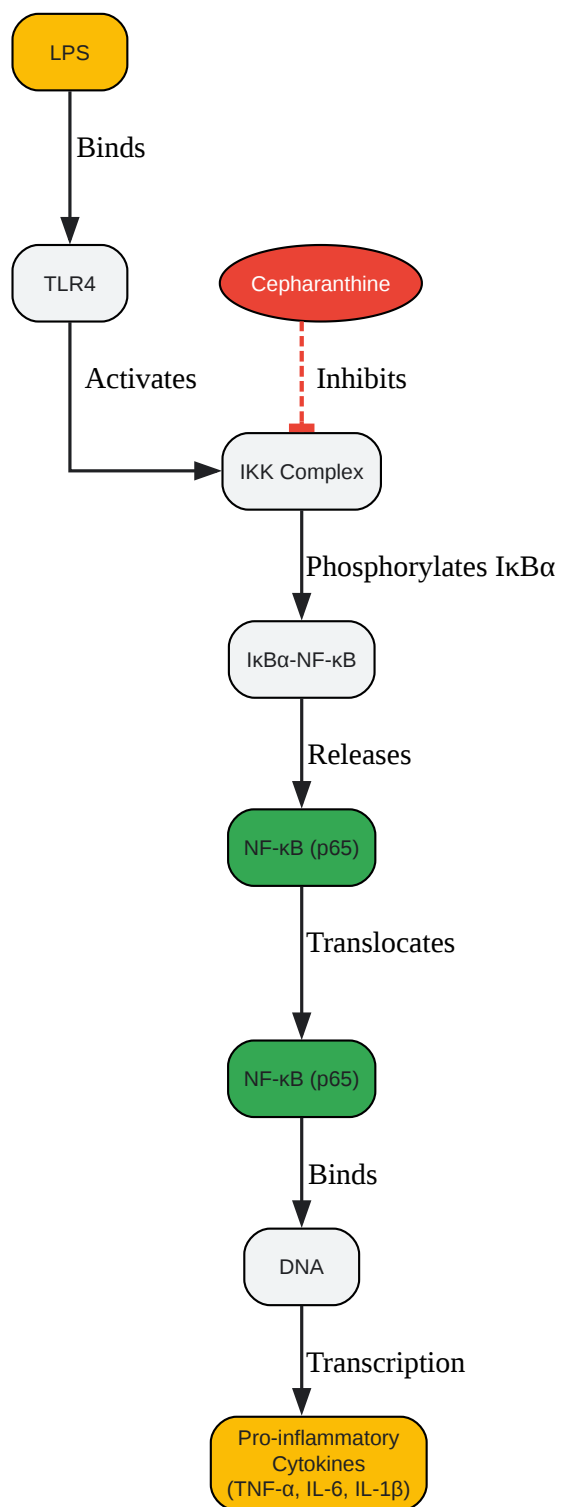 LPS
Binds
TLR4
Cepharanthine
Activates
Inhibits
IKK Complex
Phosphorylates IκBα
IκBα-NF-κB
Releases
NF-κB (p65)
Translocates
NF-κB (p65)
Binds
DNA
Transcription
Pro-inflammatory
Cytokines
(TNF-α, IL-6, IL-1β)